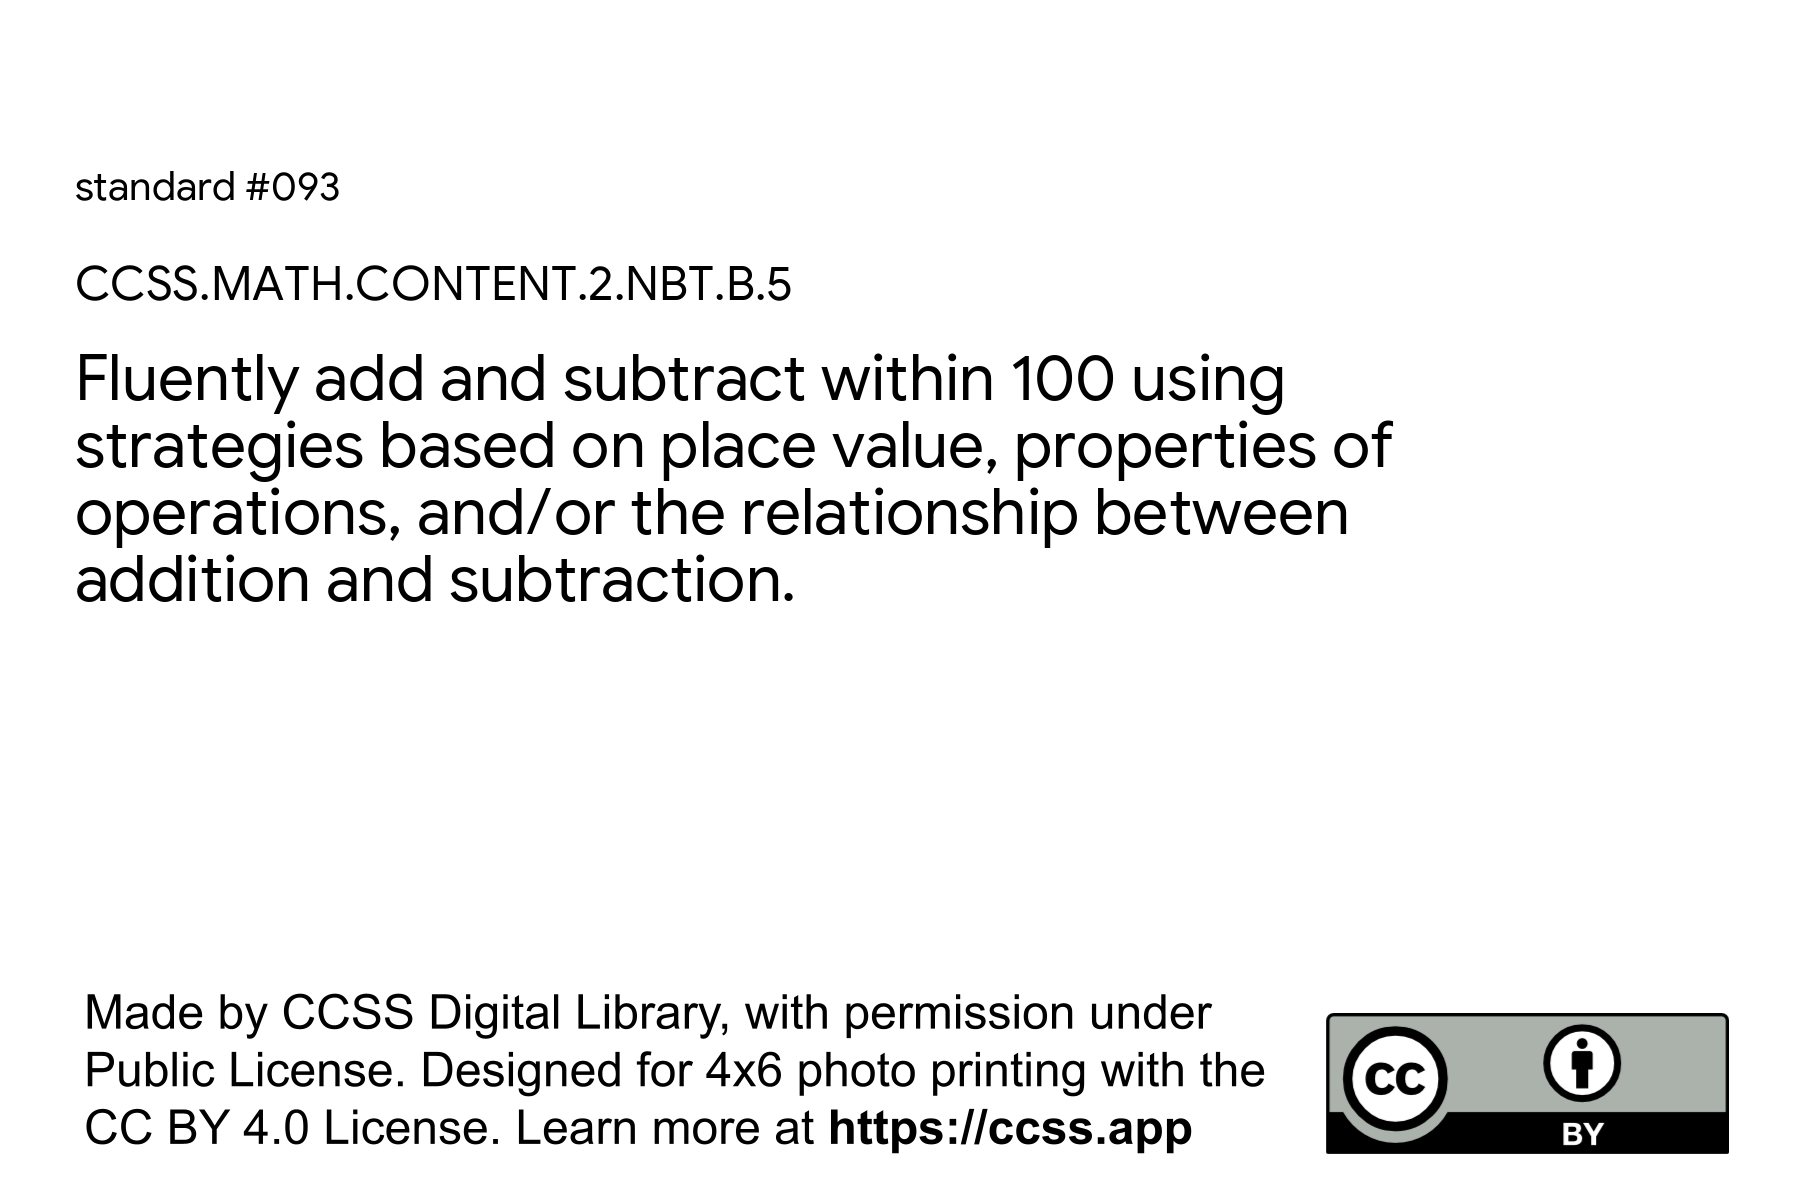 standard #093
CCSS.MATH.CONTENT.2.NBT.B.5
Fluently add and subtract within 100 using
strategies based on place value, properties of
operations, and/or the relationship between
addition and subtraction.
Made by CCSS Digital Library, with permission under
Public License. Designed for 4x6 photo printing with the
CC BY 4.0 License. Learn more at https://ccss.app
CC
BY